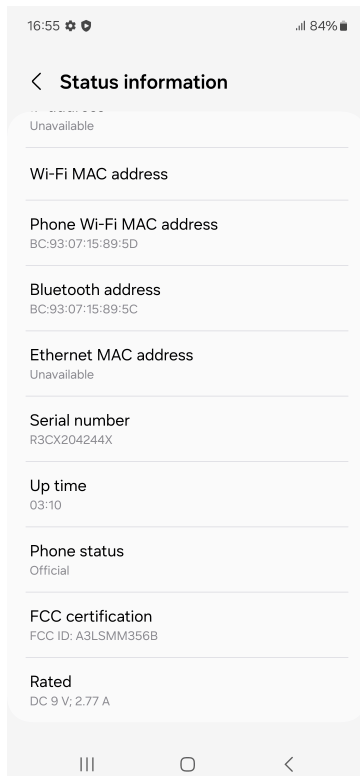 16:55
84%
Status information
Unavailable
Wi-Fi MAC address
Phone Wi-Fi MAC address
BC:93:07:15:89:5D
Bluetooth address
BC:93:07:15:89:5C
Ethernet MAC address
Unavailable
Serial number
R3CX204244X
Up time
03:10
Phone status
Official
FCC certification
FCC ID: A3LSMM356B
Rated
DC 9 V; 2.77 A